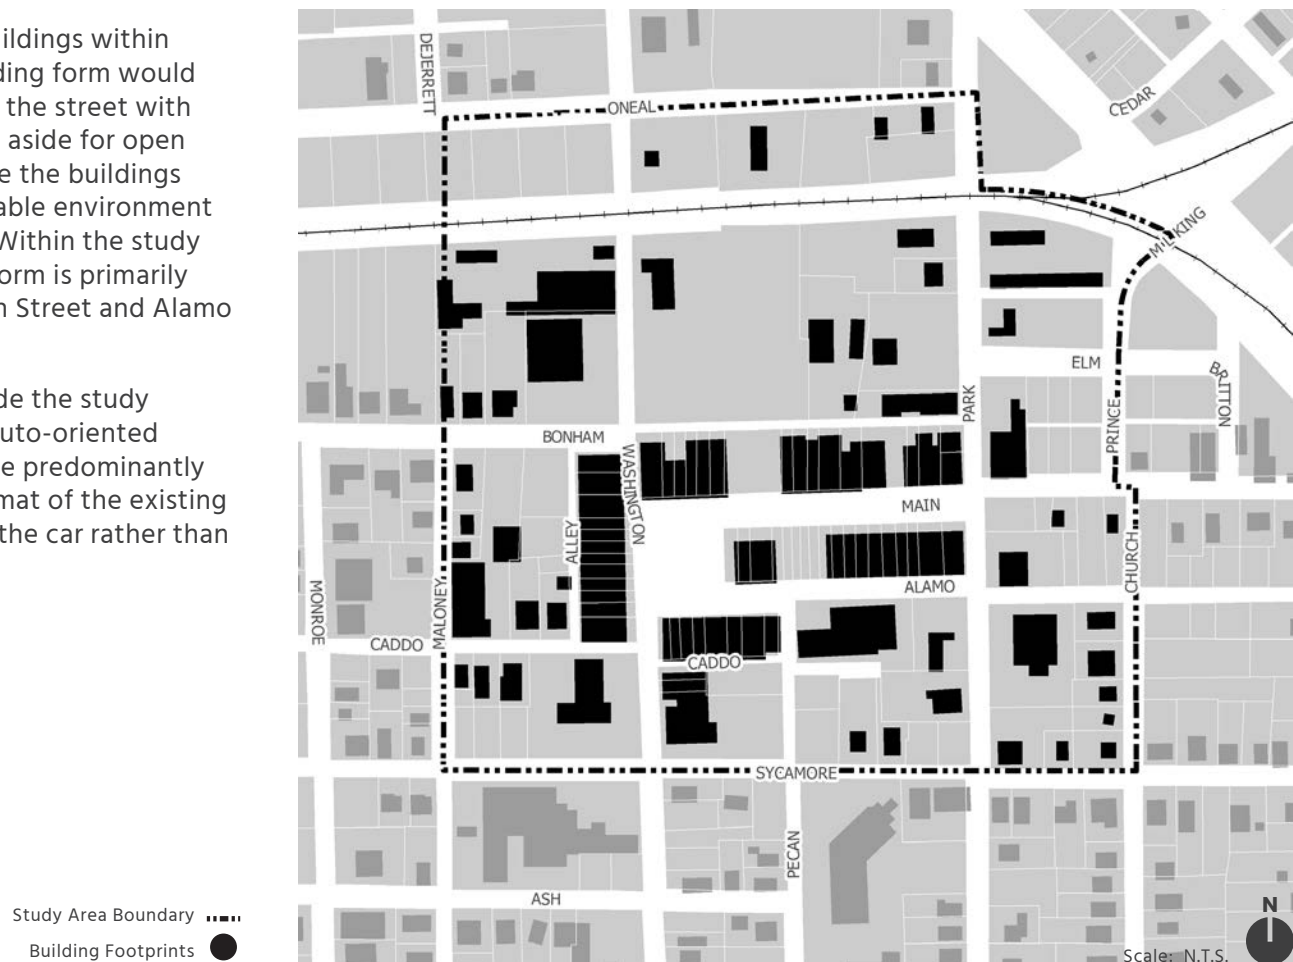 ildings within
ding form would
the street with
aside for open
e the buildings
able environment
Within the study
orm is primarily
n Street and Alamo
de the study
uto-oriented
e predominantly
mat of the existing
the car rather than
DEJERRETT
ONEAL
CEDAR
M L KING
ELM
BRITTON
PARK
PRINCE
BONHAM
WASHINGTON
MAIN
ALLEY
ALAMO
CHURCH
MONROE
MALONEY
CADDO
CADDO
SYCAMORE
PECAN
ASH
Study Area Boundary
Building Footprints
N
Scale: N.T.S.